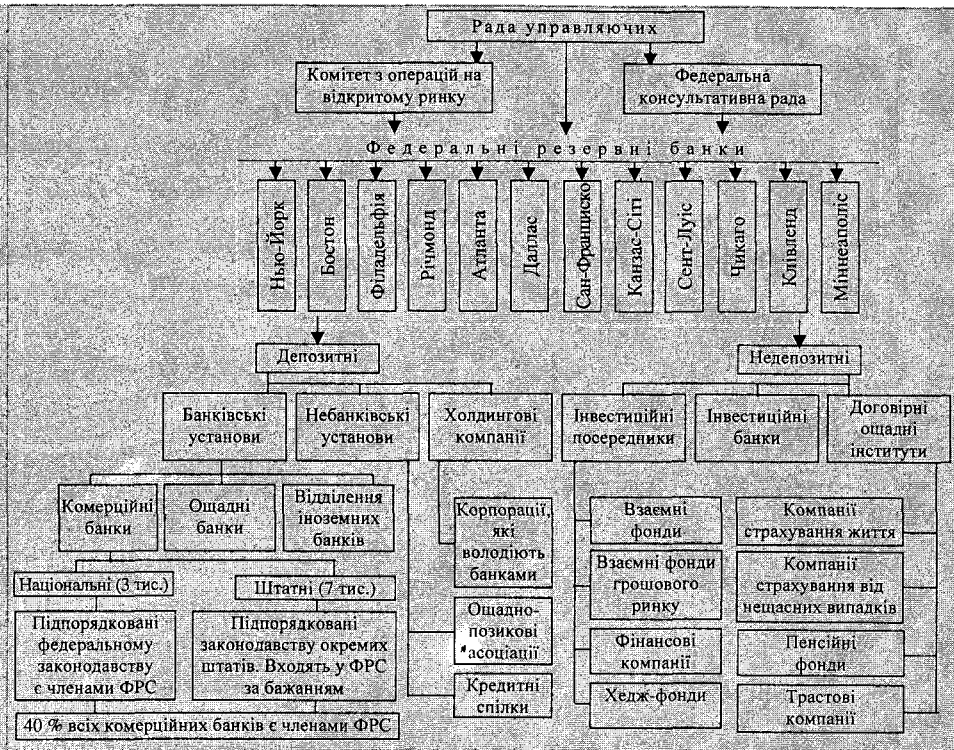 Рада управляючих
Комітет з операцій на
відкритому ринку
Федеральна
консультативна рада
Федеральні резервні банки
Нью-Йорк
Бостон
Філадельфія
Річмонд
Атланта
Даллас
Сан-Франциско
Канзас-Сіті
Сент-Луіс
Чикаго
Клівленд
Міннеаполіс
Депозитні
Недепозитні
Банківські
установи
Небанківські
установи
Холдингові
компанії
Інвестиційні
посередники
Інвестиційні
банки
Договірні
ощадні
інститути
Комерційні
банки
Ощадні
банки
Відділення
іноземних
банків
Корпорації,
які
володіють
банками
Взаємні
фонди
Компанії
страхування життя
Національні (3 тис.)
Штатні (7 тис.)
Взаємні фонди
грошового
ринку
Компанії
страхування від
нещасних випадків
Підпорядковані
федеральному
законодавству
є членами ФРС
Підпорядковані
законодавству окремих
штатів. Входять у ФРС
за бажанням
Ощадно-
позикові
асоціації
Фінансові
компанії
Пенсійні
фонди
Кредитні
спілки
Хедж-фонди
Трастові
компанії
40 % всіх комерційних банків є членами ФРС